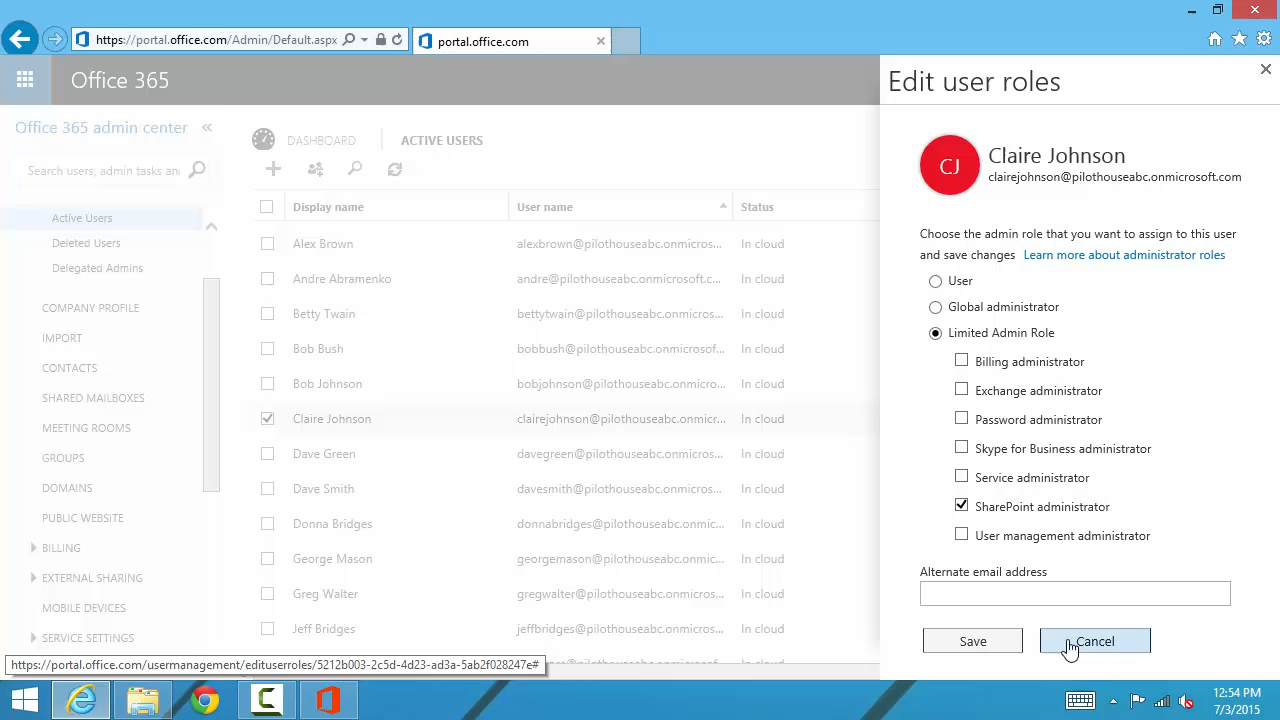 https://portal.office.com/Admin/Default.aspx
portal.office.com
Office 365
Office 365 admin center «
Search users, admin tasks and
Active Users
Deleted Users
Delegated Admins
COMPANY PROFILE
IMPORT
CONTACTS
SHARED MAILBOXES
MEETING ROOMS
GROUPS
DOMAINS
PUBLIC WEBSITE
BILLING
EXTERNAL SHARING
MOBILE DEVICES
SERVICE SETTINGS
DASHBOARD ACTIVE USERS
Display name User name Status
Alex Brown alexbrown@pilothouseabc.onmicros... In cloud
Andre Abramenko andre@pilothouseabc.onmicrosoft.c... In cloud
Betty Twain bettytwain@pilothouseabc.onmicros... In cloud
Bob Bush bobbush@pilothouseabc.onmicrosof... In cloud
Bob Johnson bobjohnson@pilothouseabc.onmicros... In cloud
Claire Johnson clairejohnson@pilothouseabc.onmicr... In cloud
Dave Green davegreen@pilothouseabc.onmicros... In cloud
Dave Smith davesmith@pilothouseabc.onmicros... In cloud
Donna Bridges donnabridges@pilothouseabc.onmic... In cloud
George Mason georgemason@pilothouseabc.onmic... In cloud
Greg Walter gregwalter@pilothouseabc.onmicros... In cloud
Jeff Bridges jeffbridges@pilothouseabc.onmicros... In cloud
Edit user roles
CJ
Claire Johnson
clairejohnson@pilothouseabc.onmicrosoft.com
Choose the admin role that you want to assign to this user
and save changes Learn more about administrator roles
User
Global administrator
Limited Admin Role
Billing administrator
Exchange administrator
Password administrator
Skype for Business administrator
Service administrator
SharePoint administrator
User management administrator
Alternate email address
Save Cancel
https://portal.office.com/usermanagement/edituserroles/5212b003-2c5d-4d23-ad3a-5ab2f028247e#
12:54 PM
7/3/2015